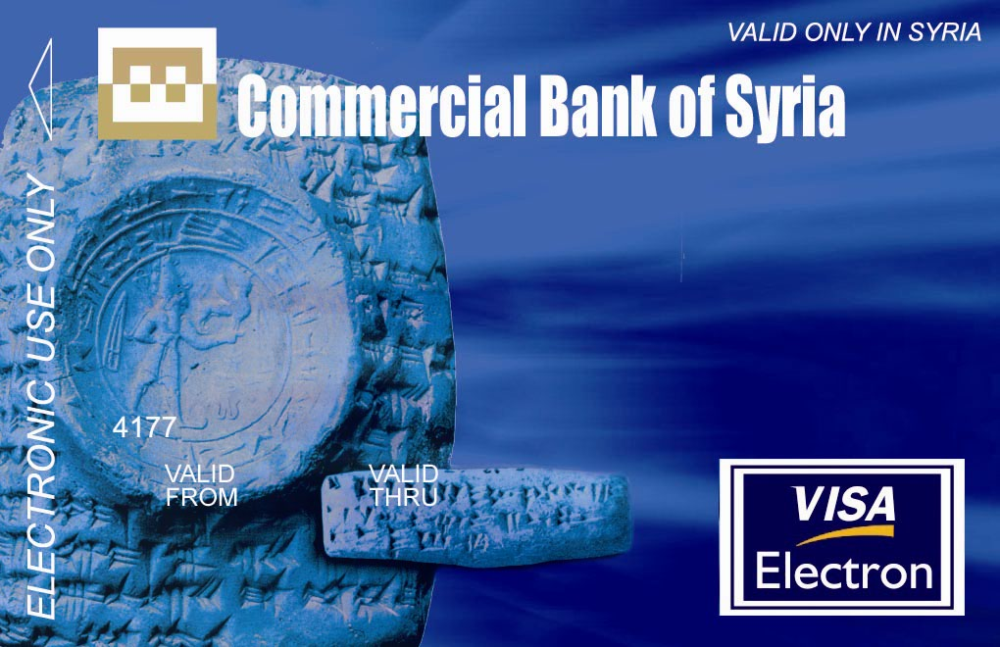 VALID ONLY IN SYRIA
Commercial Bank of Syria
ELECTRONIC USE ONLY
4177
VALID
FROM
VALID
THRU
VISA
Electron